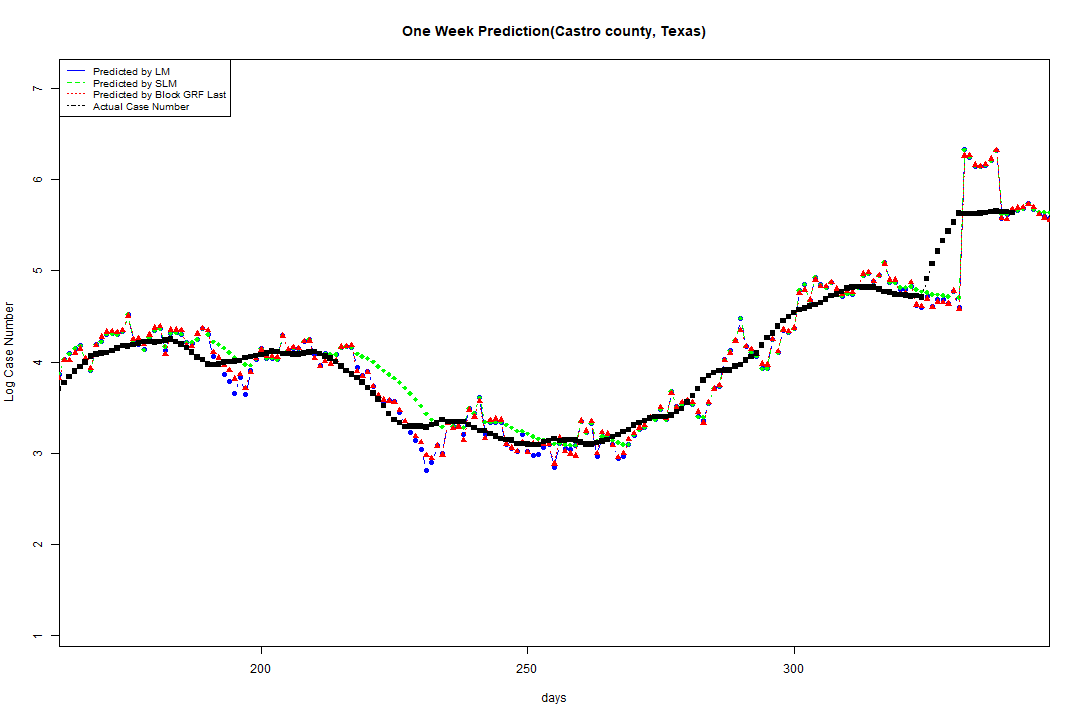 One Week Prediction(Castro county, Texas)
Predicted by LM
Predicted by SLM
Predicted by Block GRF Last
Actual Case Number
7
6
5
4
3
2
1
Log Case Number
200
250
300
days